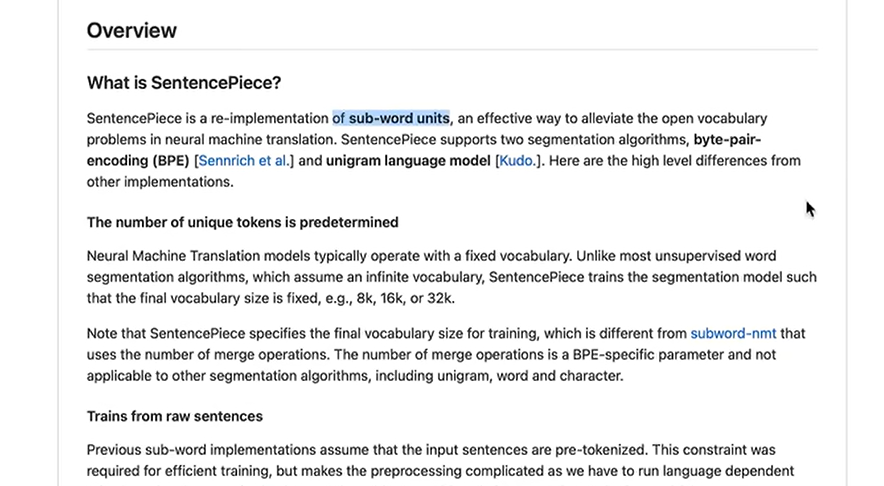 Overview
What is SentencePiece?
SentencePiece is a re-implementation of sub-word units, an effective way to alleviate the open vocabulary
problems in neural machine translation. SentencePiece supports two segmentation algorithms, byte-pair-
encoding (BPE) [Sennrich et al.] and unigram language model [Kudo.]. Here are the high level differences from
other implementations.
The number of unique tokens is predetermined
Neural Machine Translation models typically operate with a fixed vocabulary. Unlike most unsupervised word
segmentation algorithms, which assume an infinite vocabulary, SentencePiece trains the segmentation model such
that the final vocabulary size is fixed, e.g., 8k, 16k, or 32k.
Note that SentencePiece specifies the final vocabulary size for training, which is different from subword-nmt that
uses the number of merge operations. The number of merge operations is a BPE-specific parameter and not
applicable to other segmentation algorithms, including unigram, word and character.
Trains from raw sentences
Previous sub-word implementations assume that the input sentences are pre-tokenized. This constraint was
required for efficient training, but makes the preprocessing complicated as we have to run language dependent